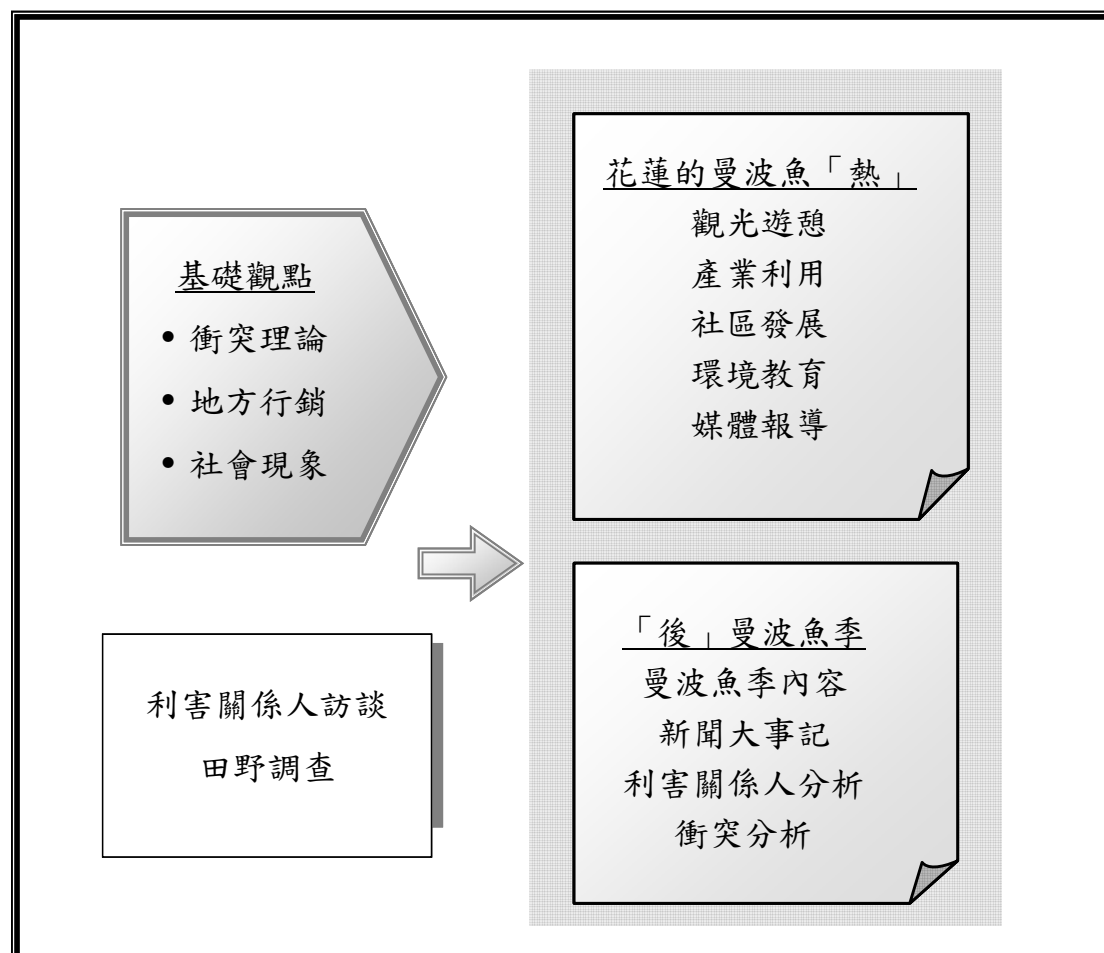 基礎觀點
• 衝突理論
• 地方行銷
• 社會現象
利害關係人訪談
田野調查
花蓮的曼波魚「熱」
觀光遊憩
產業利用
社區發展
環境教育
媒體報導
「後」曼波魚季
曼波魚季內容
新聞大事記
利害關係人分析
衝突分析